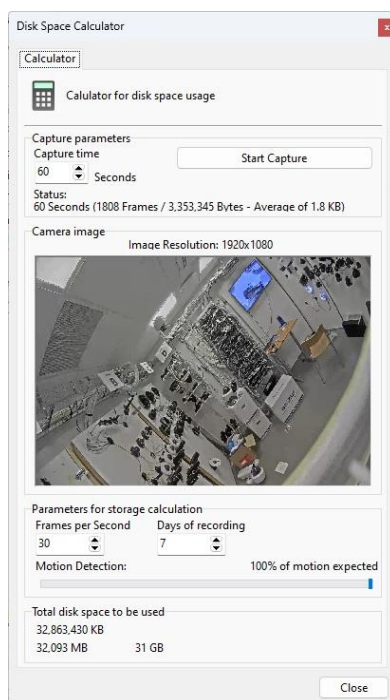 Disk Space Calculator
x
Calculator
Calulator for disk space usage
Capture parameters
Capture time
60 Seconds
Start Capture
Status:
60 Seconds (1808 Frames / 3,353,345 Bytes - Average of 1.8 KB)
Camera image
Image Resolution: 1920x1080
Parameters for storage calculation
Frames per Second Days of recording
30 7
Motion Detection: 100% of motion expected
Total disk space to be used
32,863,430 KB
32,093 MB 31 GB
Close